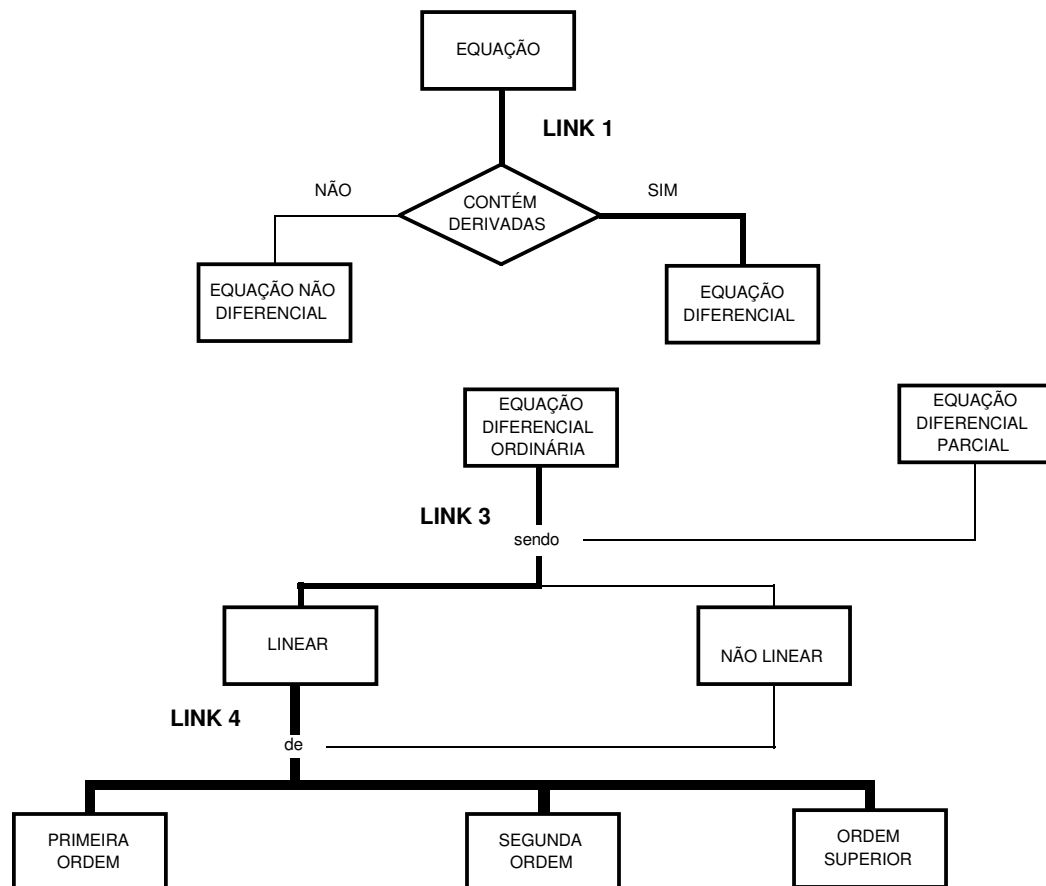 EQUAÇÃO
LINK 1
NÃO
SIM
CONTÉM
DERIVADAS
EQUAÇÃO NÃO
DIFERENCIAL
EQUAÇÃO
DIFERENCIAL
EQUAÇÃO
DIFERENCIAL
ORDINÁRIA
EQUAÇÃO
DIFERENCIAL
PARCIAL
LINK 3
sendo
LINEAR
NÃO LINEAR
LINK 4
de
PRIMEIRA
ORDEM
SEGUNDA
ORDEM
ORDEM
SUPERIOR